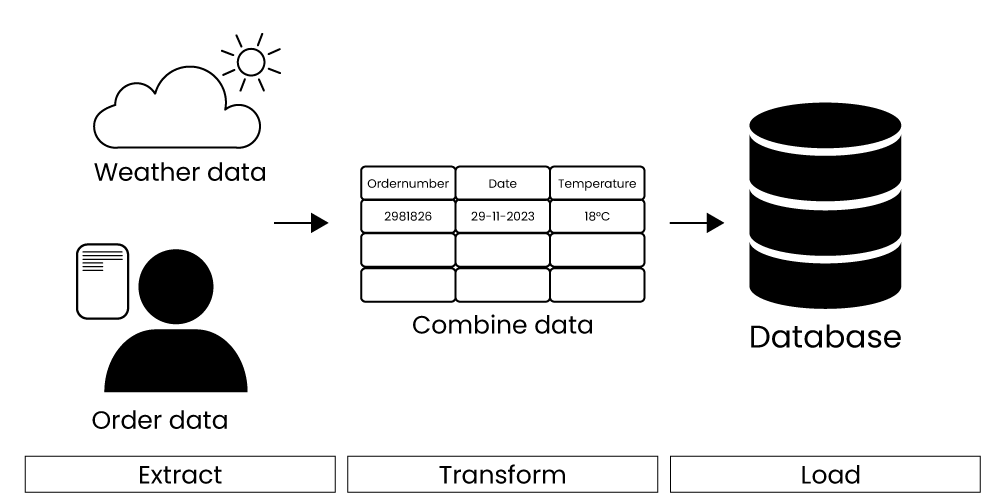 Weather data
Order data
Ordernumber Date Temperature
2981826 29-11-2023 18°C
Combine data
Database
Extract Transform Load